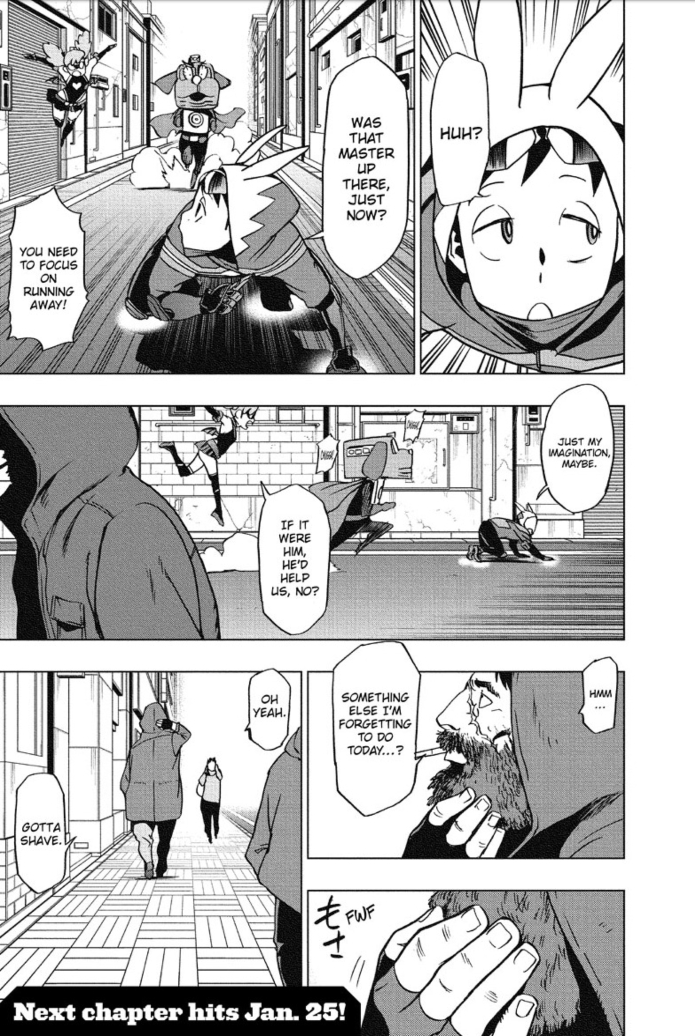 HUH?
WAS
THAT
MASTER
UP
THERE,
JUST
NOW?
YOU NEED
TO FOCUS
ON
RUNNING
AWAY!
JUST MY
IMAGINATION,
MAYBE.
IF IT
WERE
HIM,
HE'D
HELP
US, NO?
HMM
...
SOMETHING
ELSE I'M
FORGETTING
TO DO
TODAY...?
もさ
FWF
OH
YEAH.
GOTTA
SHAVE.
Next chapter hits Jan. 25!